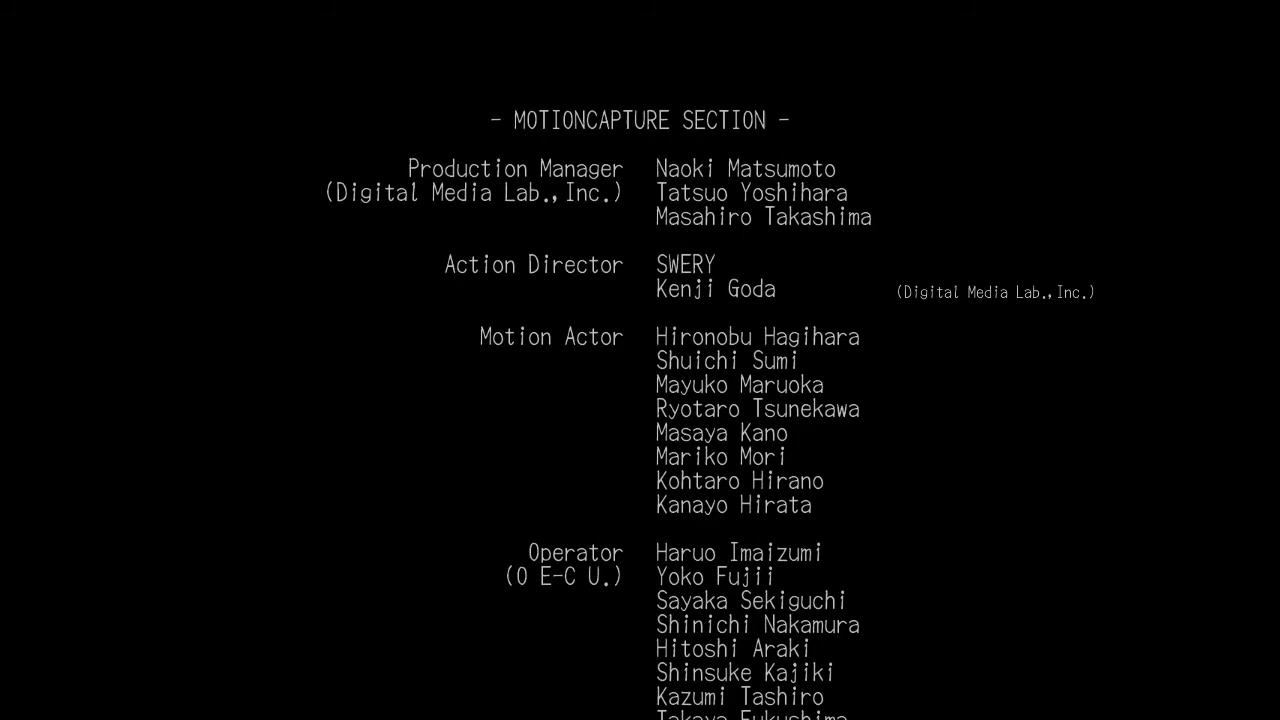 - MOTIONCAPTURE SECTION -
Production Manager Naoki Matsumoto
(Digital Media Lab.,Inc.) Tatsuo Yoshihara
Masahiro Takashima
Action Director SWERY
Kenji Goda (Digital Media Lab.,Inc.)
Motion Actor Hironobu Hagihara
Shuichi Sumi
Mayuko Maruoka
Ryotaro Tsunekawa
Masaya Kano
Mariko Mori
Kohtaro Hirano
Kanayo Hirata
Operator Haruo Imaizumi
(O E-C U.) Yoko Fujii
Sayaka Sekiguchi
Shinichi Nakamura
Hitoshi Araki
Shinsuke Kajiki
Kazumi Tashiro
Takaya Fukushima